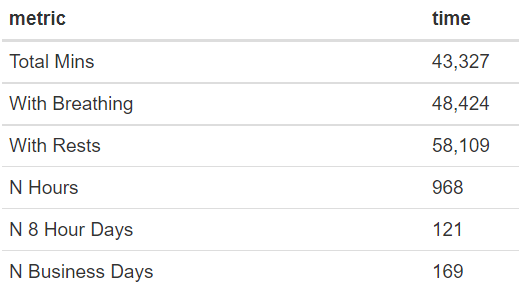 metric time
Total Mins 43,327
With Breathing 48,424
With Rests 58,109
N Hours 968
N 8 Hour Days 121
N Business Days 169